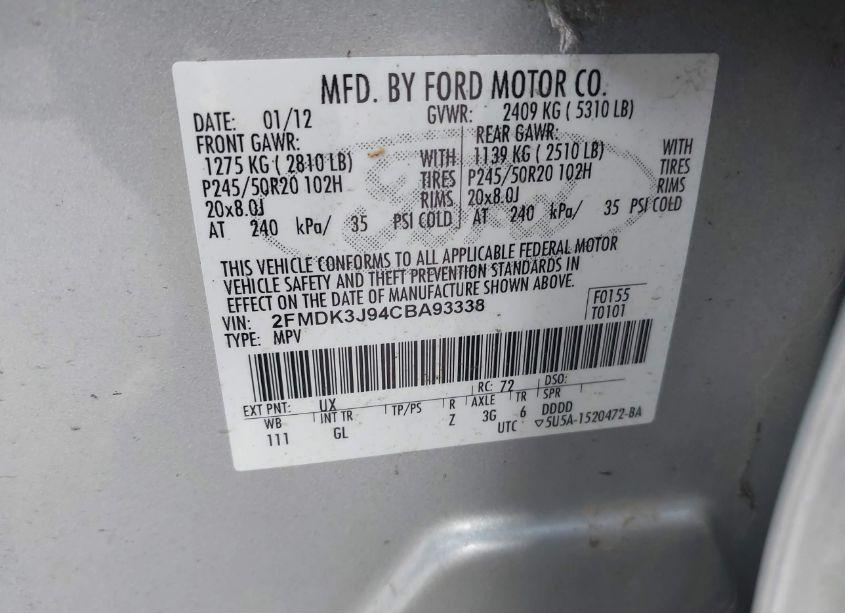 MFD. BY FORD MOTOR CO.
DATE: 01/12 GVWR: 2409 KG ( 5310 LB)
FRONT GAWR: REAR GAWR:
1275 KG ( 2810 LB) WITH 1139 KG ( 2510 LB) WITH
P245/50R20 102H TIRES P245/50R20 102H TIRES
20x8.0J RIMS 20x8.0J RIMS
AT 240 kPa/ 35 PSI COLD AT 240 kPa/ 35 PSI COLD
THIS VEHICLE CONFORMS TO ALL APPLICABLE FEDERAL MOTOR
VEHICLE SAFETY AND THEFT PREVENTION STANDARDS IN
EFFECT ON THE DATE OF MANUFACTURE SHOWN ABOVE.
VIN: 2FMDK3J94CBA93338 F0155
TYPE: MPV T0101
EXT PNT: UX RC: 72 DSO:
WB INT TR TP/PS R AXLE TR SPR
111 GL Z 3G 6 DDDD
UTC ▽5U5A-1520472-BA